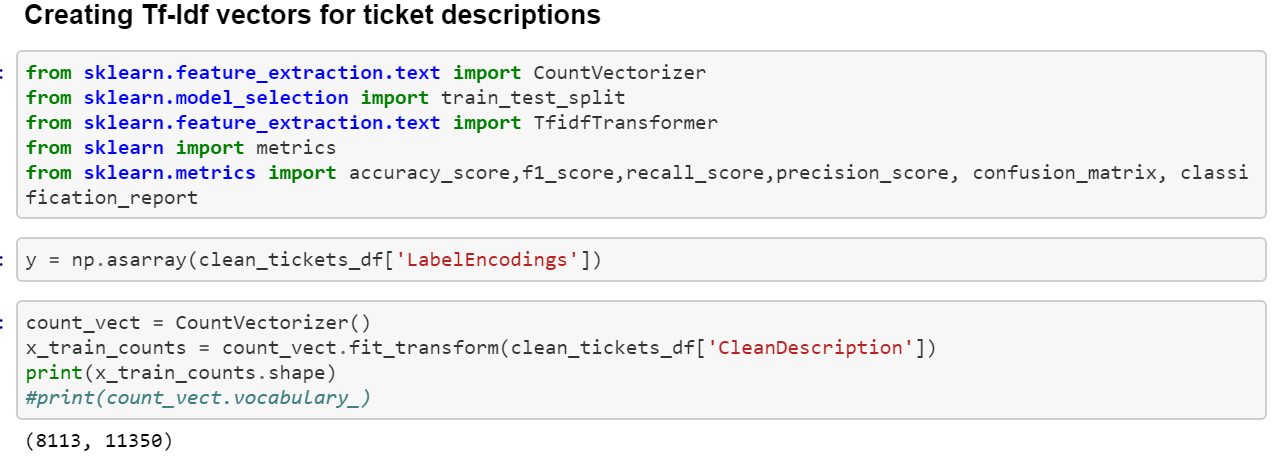 Creating Tf-Idf vectors for ticket descriptions
:
from sklearn.feature_extraction.text import CountVectorizer
from sklearn.model_selection import train_test_split
from sklearn.feature_extraction.text import TfidfTransformer
from sklearn import metrics
from sklearn.metrics import accuracy_score,f1_score,recall_score,precision_score, confusion_matrix, classi
fication_report
:
y = np.asarray(clean_tickets_df['LabelEncodings'])
:
count_vect = CountVectorizer()
x_train_counts = count_vect.fit_transform(clean_tickets_df['CleanDescription'])
print(x_train_counts.shape)
#print(count_vect.vocabulary_)
(8113, 11350)